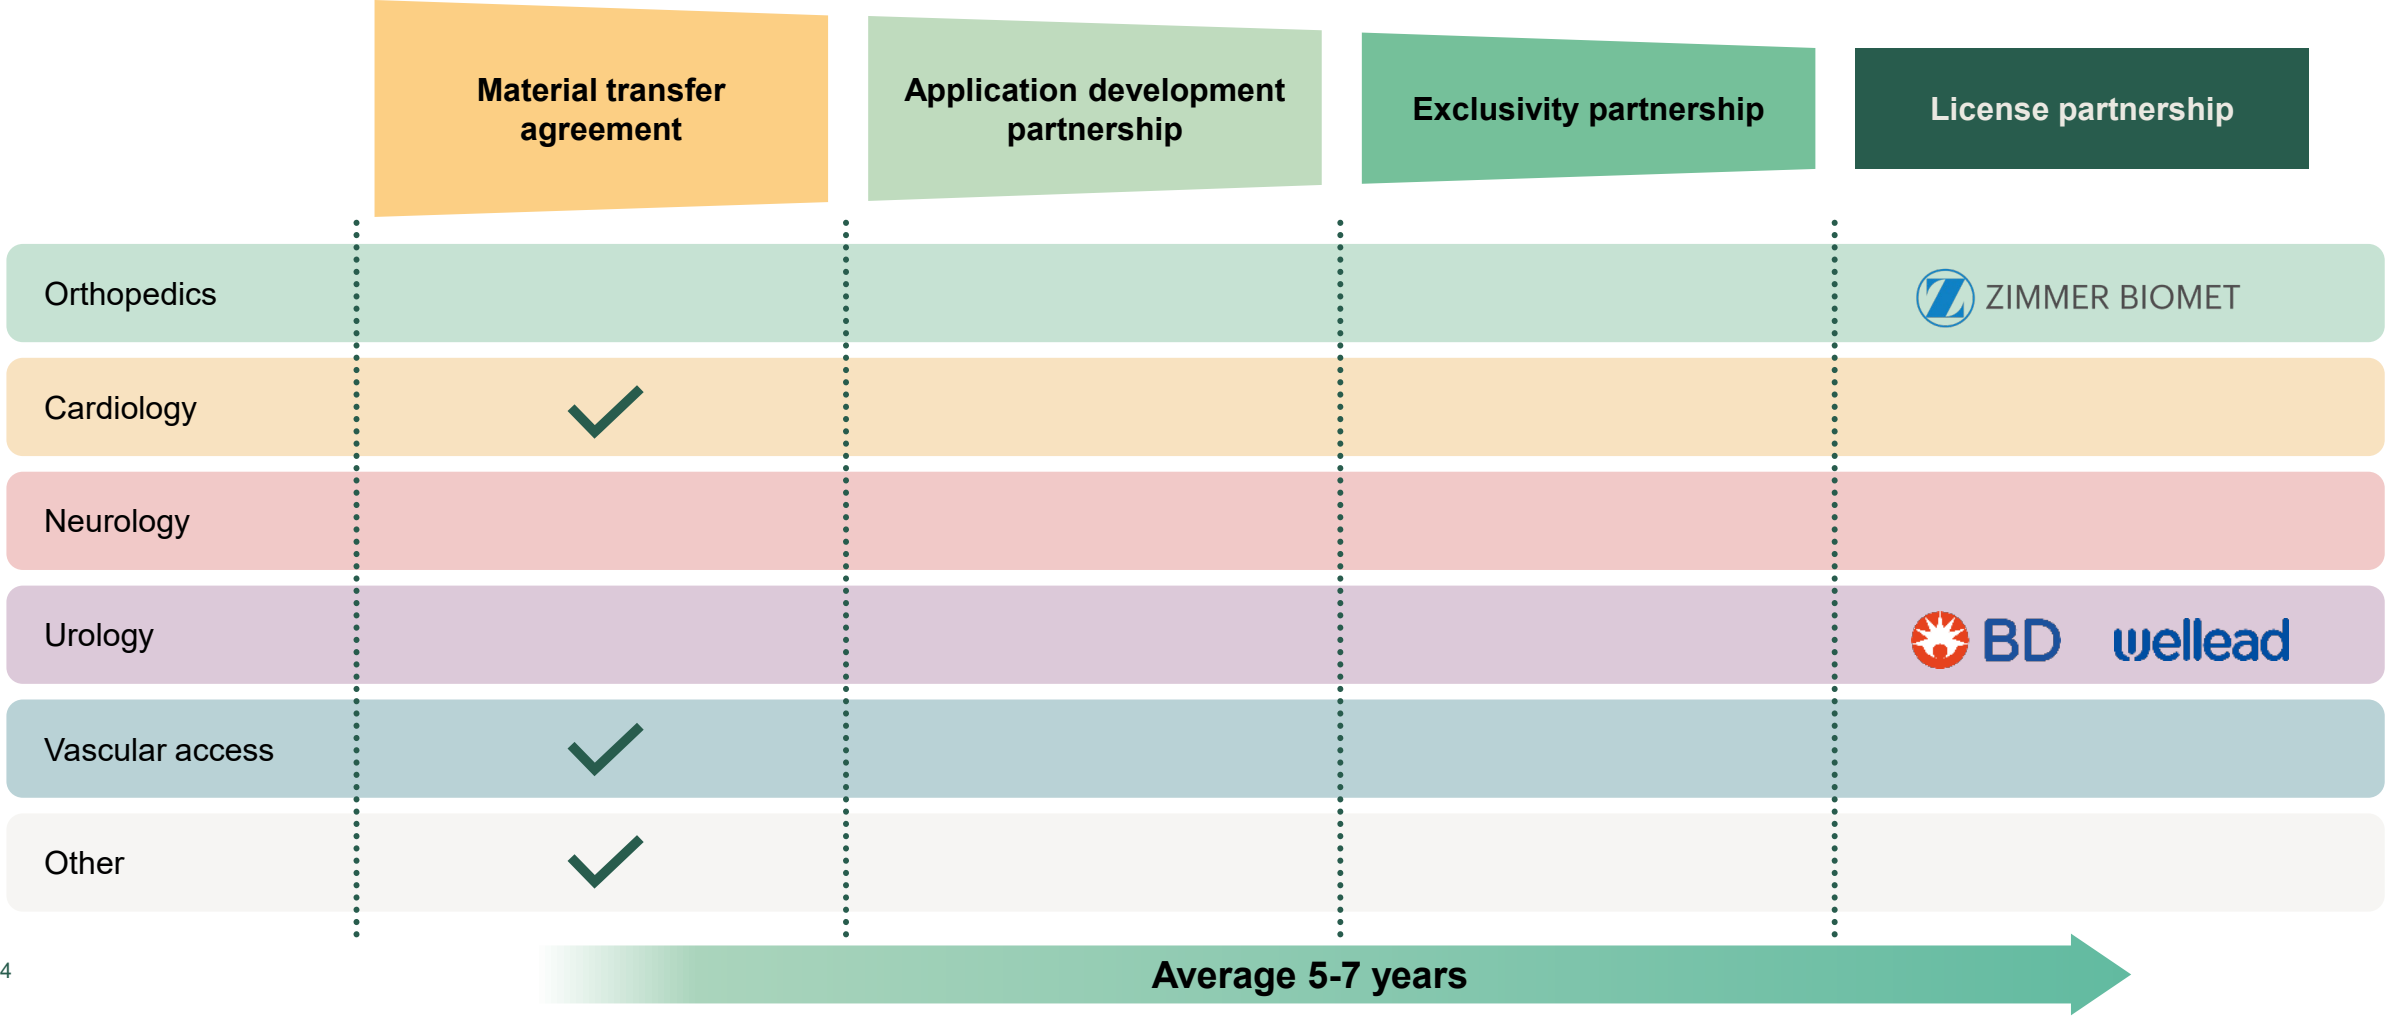 Material transfer
agreement
Application development
partnership
Exclusivity partnership
License partnership
Orthopedics
ZIMMER BIOMET
Cardiology
Neurology
Urology
BD
wellead
Vascular access
Other
4
Average 5-7 years